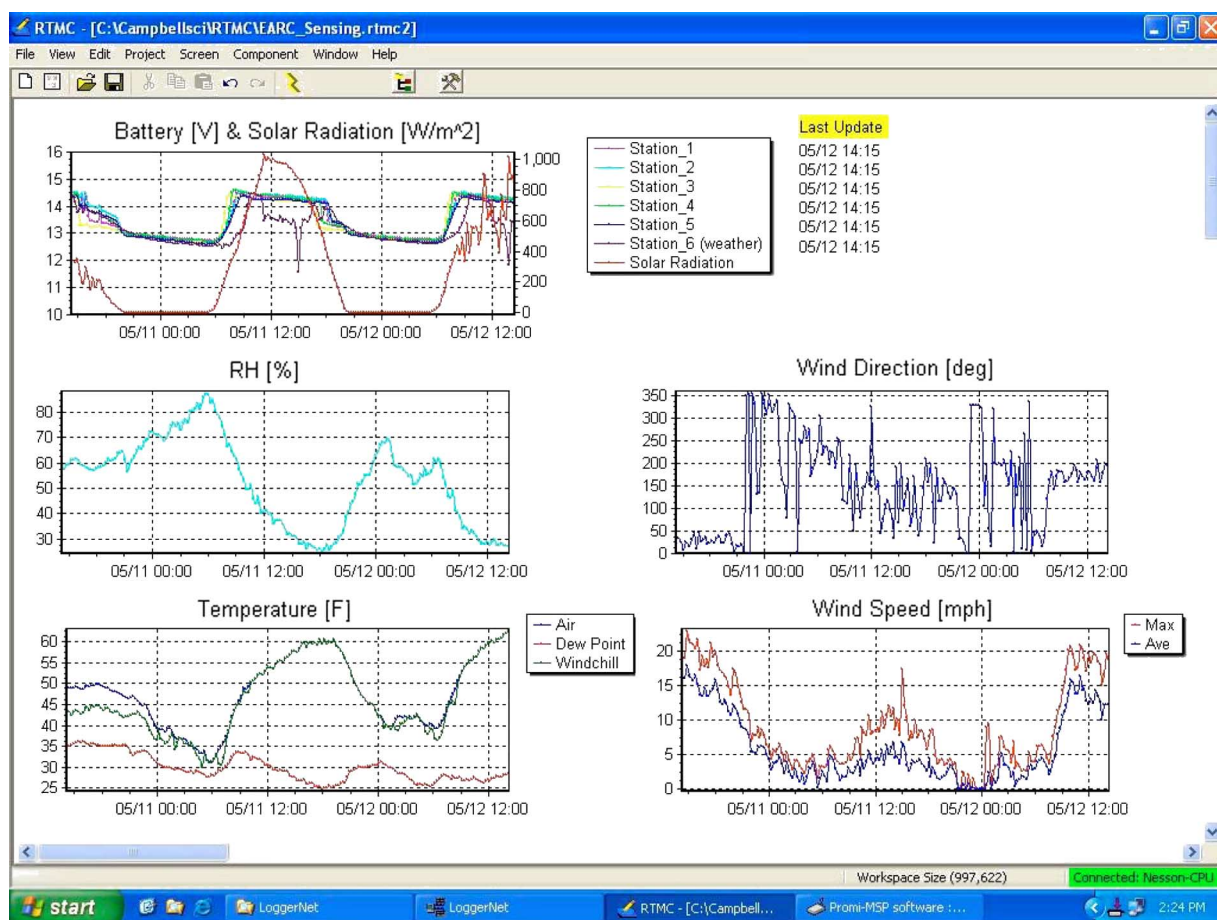 RTMC - [C:\Campbellsci\RTMC\EARC_Sensing.rtmc2]
File View Edit Project Screen Component Window Help
Battery [V] & Solar Radiation [W/m^2]
16
15
14
13
12
11
10
1,000
800
600
400
200
0
05/11 00:00 05/11 12:00 05/12 00:00 05/12 12:00
Station_1
Station_2
Station_3
Station_4
Station_5
Station_6 (weather)
Solar Radiation
Last Update
05/12 14:15
05/12 14:15
05/12 14:15
05/12 14:15
05/12 14:15
05/12 14:15
RH [%]
80
70
60
50
40
30
05/11 00:00 05/11 12:00 05/12 00:00 05/12 12:00
Wind Direction [deg]
350
300
250
200
150
100
50
0
05/11 00:00 05/11 12:00 05/12 00:00 05/12 12:00
Temperature [F]
60
55
50
45
40
35
30
25
05/11 00:00 05/11 12:00 05/12 00:00 05/12 12:00
Air
Dew Point
Windchill
Wind Speed [mph]
20
15
10
5
0
05/11 00:00 05/11 12:00 05/12 00:00 05/12 12:00
Max
Ave
Workspace Size (997,622) Connected: Nesson-CPU
start LoggerNet LoggerNet RTMC - [C:\Campbell... Promi-MSP software :... 2:24 PM